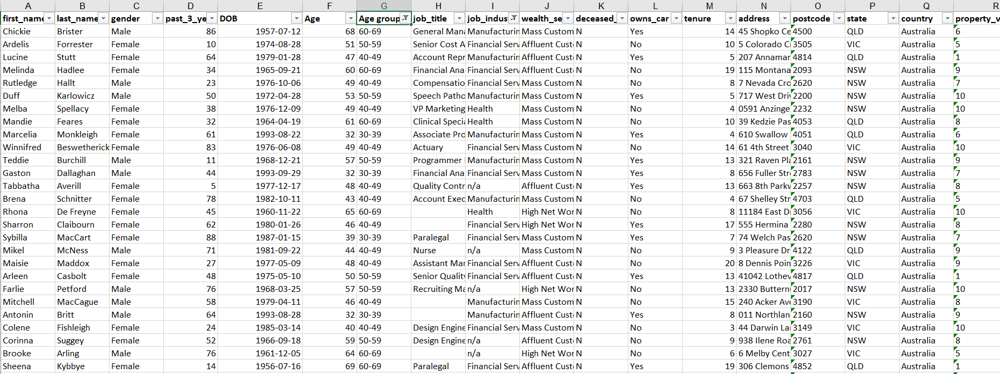 A B C D E F G H I J K L M N O P Q R
first_name last_name gender past_3_ye DOB Age Age group job_title job_indust wealth_se deceased_ owns_car tenure address postcode state country property_v
Chickie Brister Male 86 1957-07-12 68 60-69 General Mana Manufacturin Mass Custom N Yes 14 45 Shopko Ce 4500 QLD Australia 6
Ardelis Forrester Female 10 1974-08-28 51 50-59 Senior Cost A Financial Serv Affluent Cust N No 10 5 Colorado C 3505 VIC Australia 5
Lucine Stutt Female 64 1979-01-28 47 40-49 Account Repr Manufacturin Affluent Cust N Yes 5 207 Annamar 4814 QLD Australia 1
Melinda Hadlee Female 34 1965-09-21 60 60-69 Financial Ana Financial Serv Affluent Cust N No 19 115 Montana 2093 NSW Australia 9
Rutledge Hallt Male 23 1976-10-06 49 40-49 Compensatio Financial Serv Mass Custom N No 8 7 Nevada Cro 2620 NSW Australia 7
Duff Karlowicz Male 50 1972-04-28 53 50-59 Speech Patho Manufacturin Mass Custom N Yes 5 717 West Driv 2200 NSW Australia 10
Melba Spellacy Female 38 1976-12-09 49 40-49 VP Marketing Health Mass Custom N No 4 0591 Anzinge 2232 NSW Australia 10
Mandie Feares Female 32 1964-04-19 61 60-69 Clinical Specia Health Mass Custom N No 10 39 Kedzie Pas 4053 QLD Australia 8
Marcelia Monkleigh Female 61 1993-08-22 32 30-39 Associate Pro Manufacturin Mass Custom N Yes 4 610 Swallow 4051 QLD Australia 6
Winnifred Beswetherick Female 83 1976-06-08 49 40-49 Actuary Financial Serv Mass Custom N No 14 61 4th Street 3040 VIC Australia 10
Teddie Burchill Male 11 1968-12-21 57 50-59 Programmer Manufacturin Mass Custom N Yes 13 321 Raven Pla 2161 NSW Australia 9
Gaston Dallaghan Male 44 1993-09-29 32 30-39 Financial Ana Financial Serv Mass Custom N Yes 8 656 Fuller Stre 2783 NSW Australia 7
Tabbatha Averill Female 5 1977-12-17 48 40-49 Quality Contr n/a Affluent Cust N Yes 13 663 8th Parkw 2257 NSW Australia 8
Brena Schnitter Female 78 1982-10-11 43 40-49 Account Exec Manufacturin Mass Custom N No 4 67 Shelley Str 4703 QLD Australia 5
Rhona De Freyne Female 45 1960-11-22 65 60-69 Health High Net Wor N No 8 11184 East D 3056 VIC Australia 10
Sharron Claibourn Female 62 1980-01-26 46 40-49 Financial Serv High Net Wor N Yes 17 555 Hermina 2280 NSW Australia 8
Sybilla MacCart Female 88 1987-01-15 39 30-39 Paralegal Financial Serv Mass Custom N Yes 7 74 Welch Pas 2620 NSW Australia 7
Mikel McNess Male 71 1981-09-22 44 40-49 Nurse n/a Mass Custom N No 9 3 Pleasure Dr 4122 QLD Australia 9
Maisie Maddox Female 27 1977-05-09 48 40-49 Assistant Mar Financial Serv Affluent Cust N No 20 8 Dennis Poin 3226 VIC Australia 9
Arleen Casbolt Female 48 1975-05-10 50 50-59 Senior Quality Financial Serv Affluent Cust N Yes 13 41042 Lothev 4817 QLD Australia 1
Farlie Petford Male 76 1968-03-25 57 50-59 Recruiting Ma n/a High Net Wor N No 13 2330 Buttern 2017 NSW Australia 10
Mitchell MacCague Male 58 1979-04-11 46 40-49 Manufacturin Mass Custom N No 15 240 Acker Ave 3190 VIC Australia 8
Antonin Britt Male 64 1993-08-28 32 30-39 Manufacturin Affluent Cust N Yes 8 011 Northlan 2160 NSW Australia 9
Colene Fishleigh Female 24 1985-03-14 40 40-49 Design Engine Financial Serv Mass Custom N No 3 44 Darwin La 3149 VIC Australia 10
Corinna Suggey Female 52 1966-09-18 59 50-59 Design Engine n/a Affluent Cust N No 9 938 Ilene Roa 2761 NSW Australia 8
Brooke Arling Male 76 1961-12-05 64 60-69 n/a High Net Wor N No 6 6 Melby Cent 3027 VIC Australia 5
Sheena Kybbye Female 14 1956-07-16 69 60-69 Paralegal Financial Serv Mass Custom N Yes 19 306 Clemons 4852 QLD Australia 1